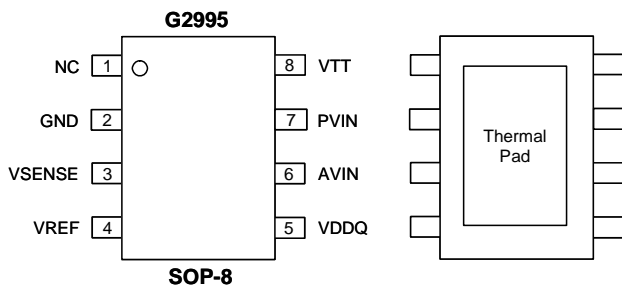 G2995
NC 1 8 VTT
GND 2 7 PVIN
VSENSE 3 6 AVIN
VREF 4 5 VDDQ
SOP-8
Thermal
Pad